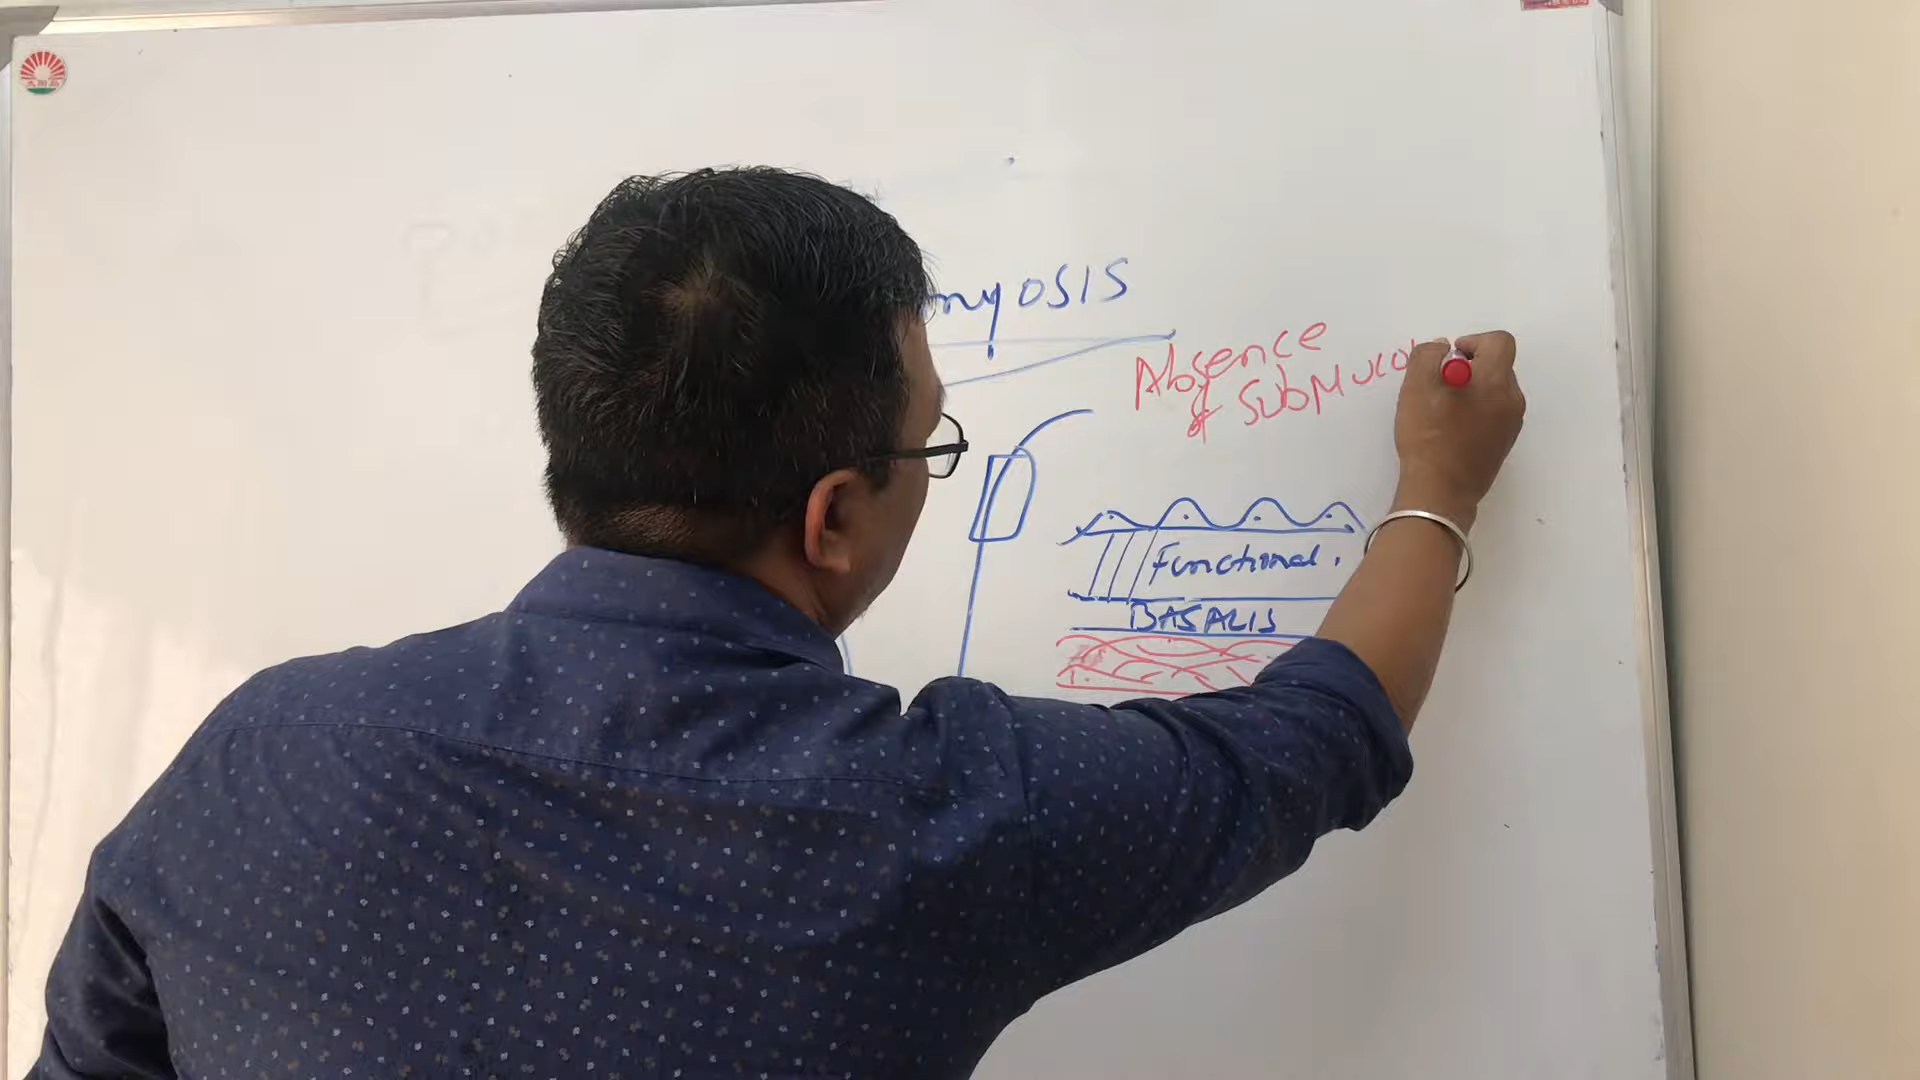 myosis
Absence
of SubMuco
Functional.
BASALIS